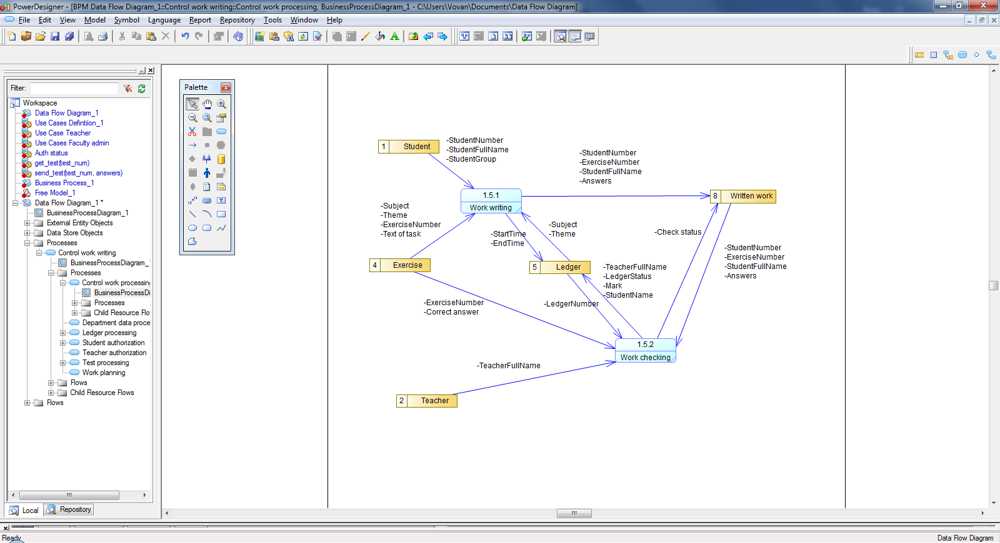 PowerDesigner - [BPM Data Flow Diagram_1::Control work writing::Control work processing, BusinessProcessDiagram_1 - C:\Users\Vovan\Documents\Data Flow Diagram]
File Edit View Model Symbol Language Report Repository Tools Window Help
Filter:
Workspace
Data Flow Diagram_1
Use Cases Defintiion_1
Use Case Teacher
Use Cases Faculty admin
Auth status
get_test(test_num)
send_test(test_num, answers)
Business Process_1
Free Model_1
Data Flow Diagram_1 *
BusinessProcessDiagram_1
External Entity Objects
Data Store Objects
Processes
Control work writing
BusinessProcessDiagram_
Processes
Control work processing
BusinessProcessDi
Processes
Child Resource Flo
Department data proce
Ledger processing
Student authorization
Teacher authorization
Test processing
Work planning
Flows
Child Resource Flows
Flows
Local Repository
Palette
1 Student
-StudentNumber
-StudentFullName
-StudentGroup
-StudentNumber
-ExerciseNumber
-StudentFullName
-Answers
1.5.1
Work writing
8 Written work
-Subject
-Theme
-ExerciseNumber
-Text of task
-StartTime
-EndTime
-Subject
-Theme
-Check status
-StudentNumber
-ExerciseNumber
-StudentFullName
-Answers
4 Exercise
5 Ledger
-TeacherFullName
-LedgerStatus
-Mark
-StudentName
-ExerciseNumber
-Correct answer
-LedgerNumber
1.5.2
Work checking
-TeacherFullName
2 Teacher
Ready
Data Flow Diagram